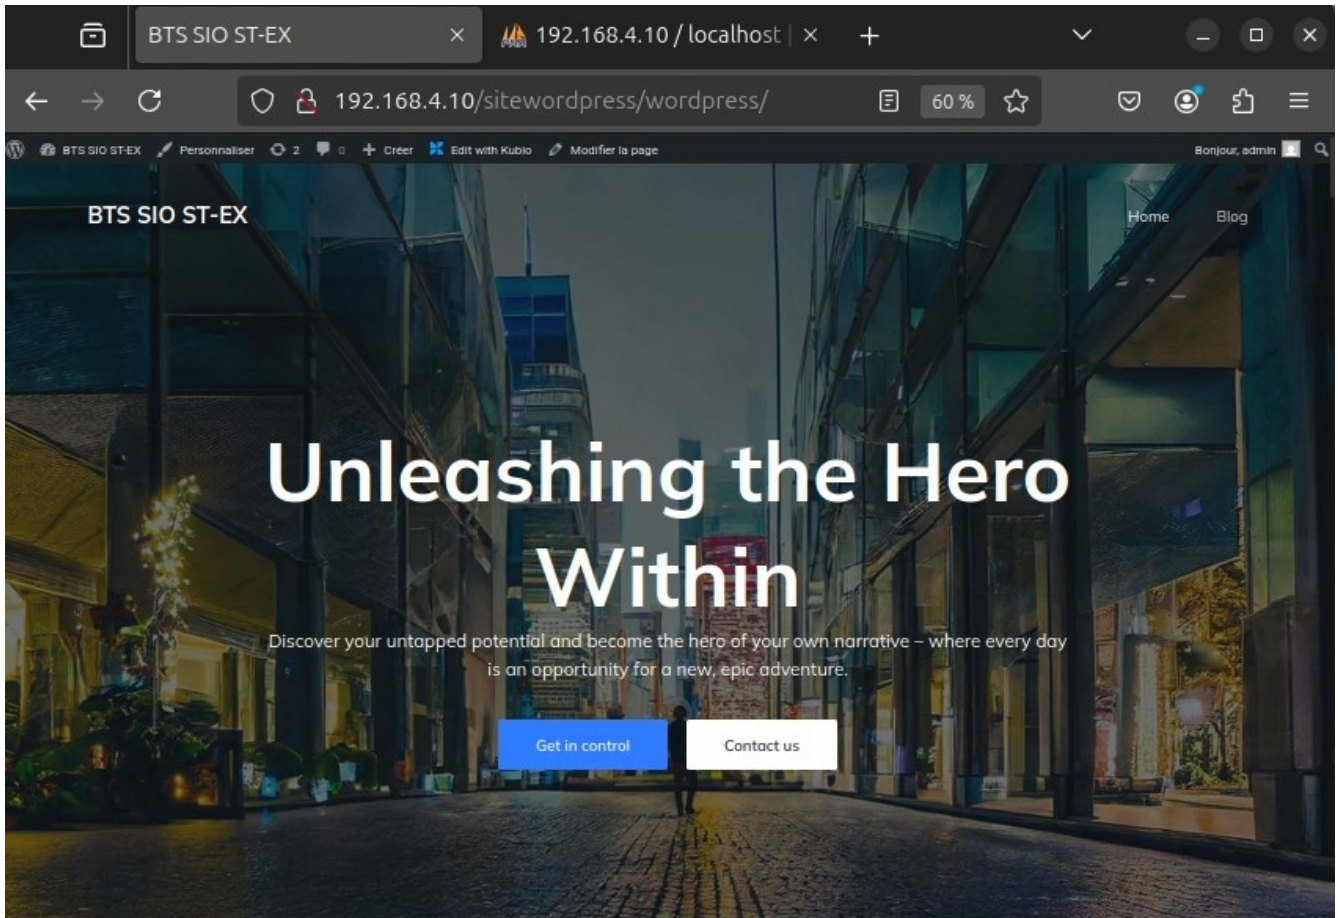 BTS SIO ST-EX
192.168.4.10 / localhost |
192.168.4.10/sitewordpress/wordpress/
60 %
BTS SIO ST-EX Personnaliser 2 0 Créer Edit with Kubio Modifier la page Bonjour, admin
BTS SIO ST-EX
Home Blog
Unleashing the Hero
Within
Discover your untapped potential and become the hero of your own narrative – where every day
is an opportunity for a new, epic adventure.
Get in control Contact us